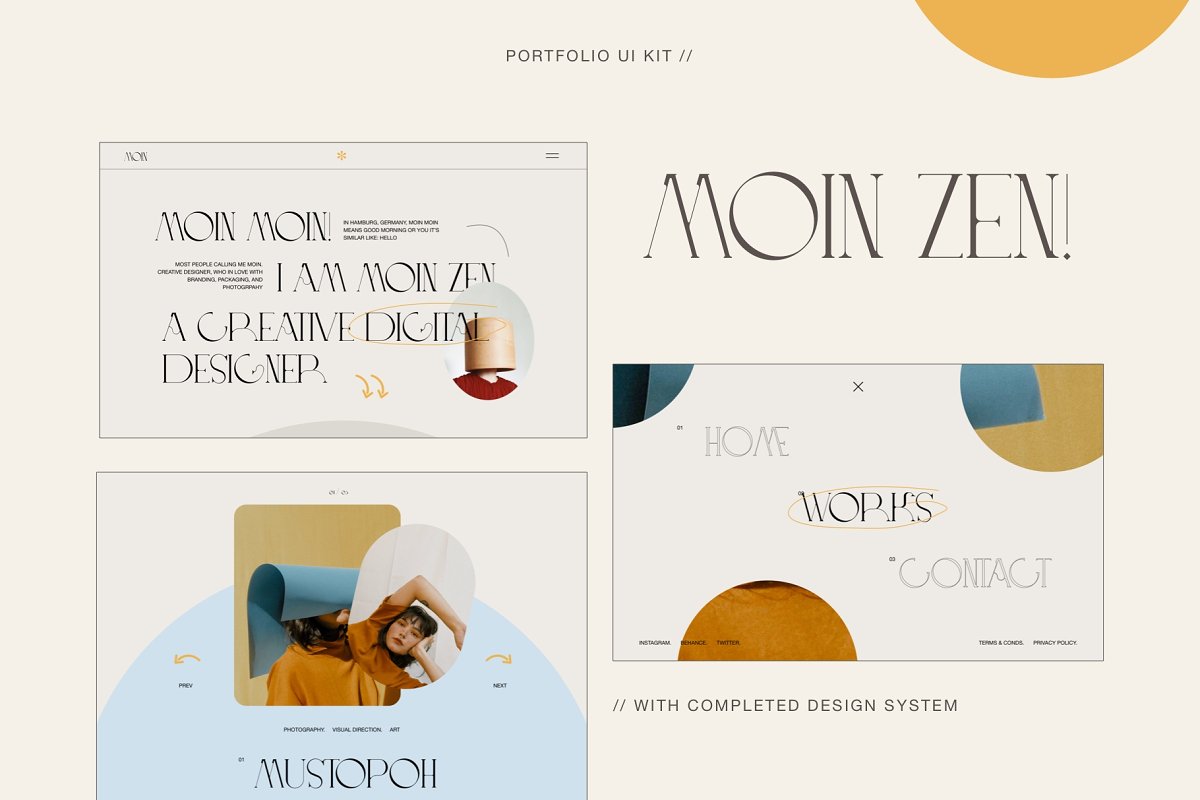 PORTFOLIO UI KIT //
MOIN
MOIN MOIN!
IN HAMBURG, GERMANY, MOIN MOIN
MEANS GOOD MORNING OR YOU IT'S
SIMILAR LIKE: HELLO
MOST PEOPLE CALLING ME MOIN.
CREATIVE DESIGNER, WHO IN LOVE WITH
BRANDING, PACKAGING, AND
PHOTOGRPAHY
I AM MOIN ZEN
A CREATIVE DIGITAL
DESIGNER
MOIN ZEN!
01
HOME
02
WORKS
03
CONTACT
INSTAGRAM. BEHANCE. TWITTER.
TERMS & CONDS. PRIVACY POLICY.
// WITH COMPLETED DESIGN SYSTEM
PREV
NEXT
PHOTOGRAPHY. VISUAL DIRECTION. ART
01
MUSTOPOH